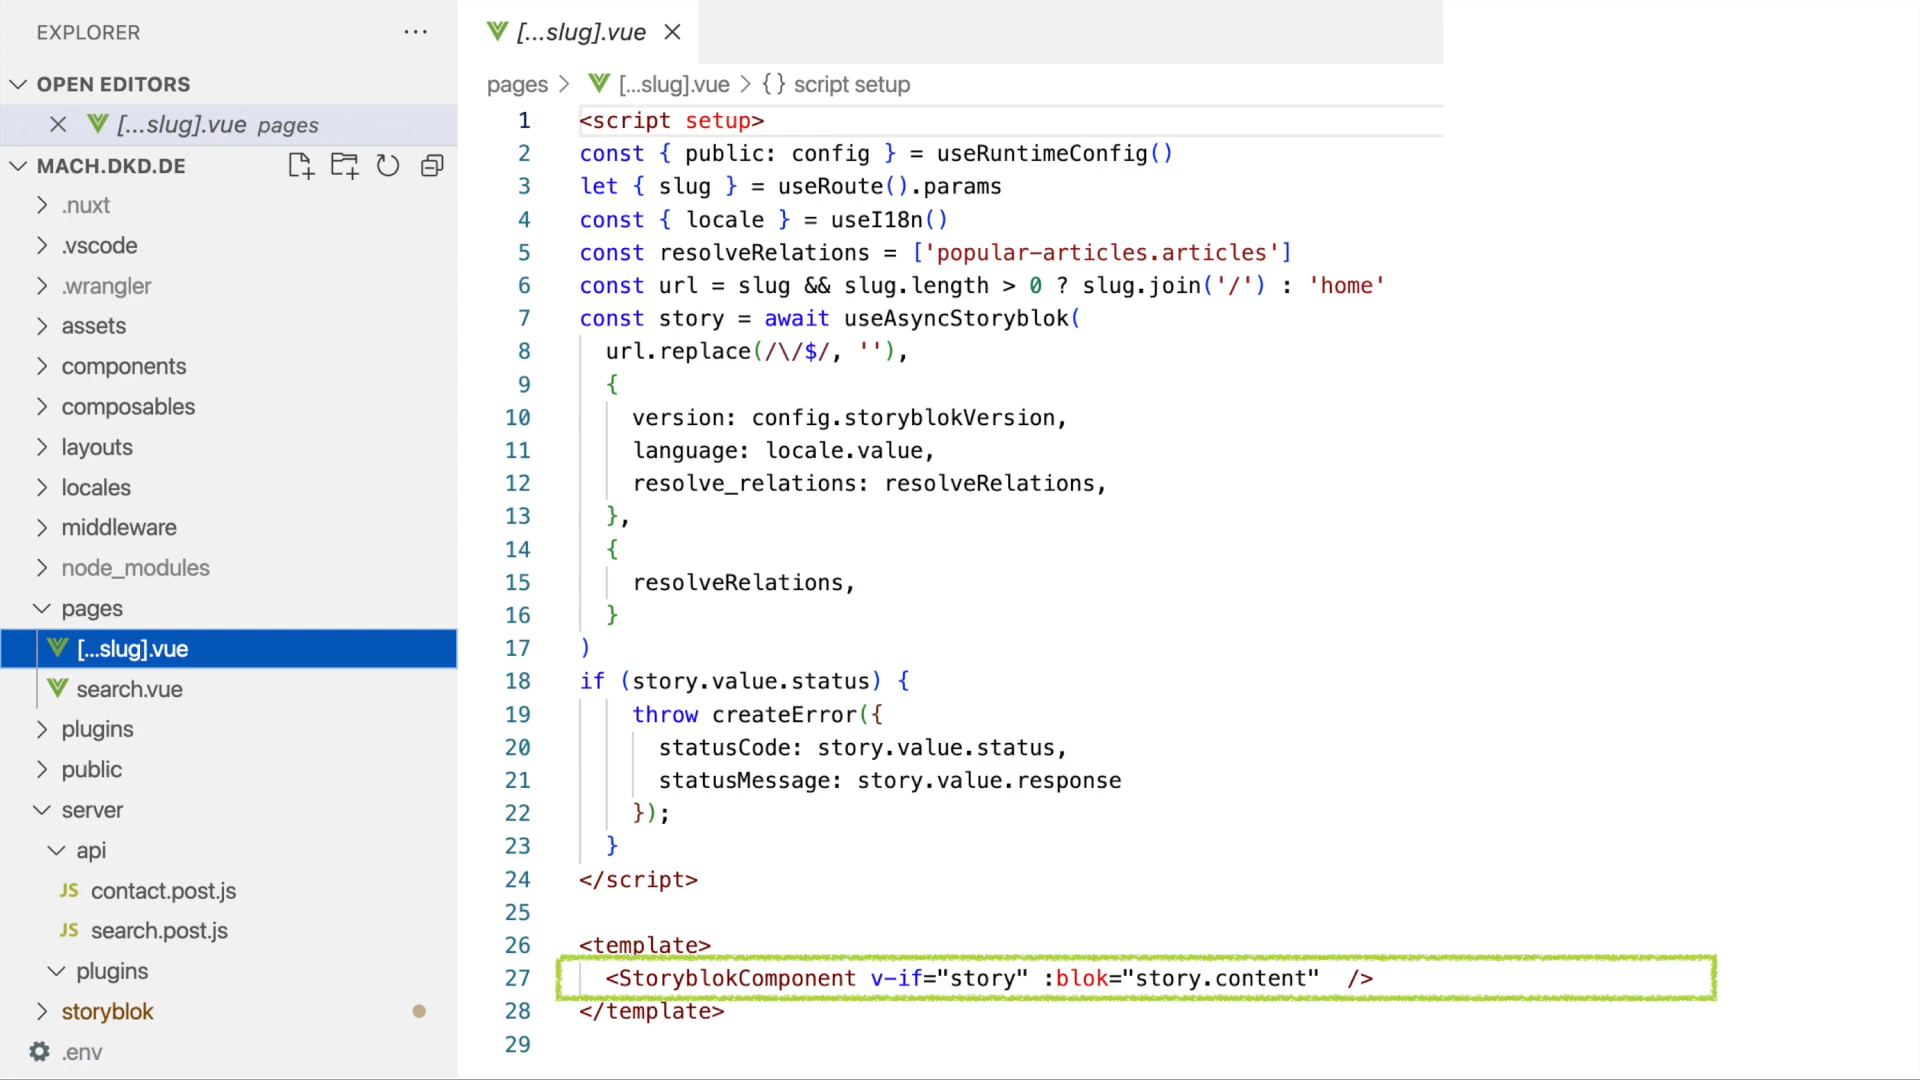 EXPLORER
OPEN EDITORS
[...slug].vue pages
MACH.DKD.DE
.nuxt
.vscode
.wrangler
assets
components
composables
layouts
locales
middleware
node_modules
pages
[...slug].vue
search.vue
plugins
public
server
api
JS contact.post.js
JS search.post.js
plugins
storyblok
.env
[...slug].vue
pages > [...slug].vue > {} script setup
1 <script setup>
2 const { public: config } = useRuntimeConfig()
3 let { slug } = useRoute().params
4 const { locale } = useI18n()
5 const resolveRelations = ['popular-articles.articles']
6 const url = slug && slug.length > 0 ? slug.join('/') : 'home'
7 const story = await useAsyncStoryblok(
8 url.replace(/\/$/, ''),
9 {
10 version: config.storyblokVersion,
11 language: locale.value,
12 resolve_relations: resolveRelations,
13 },
14 {
15 resolveRelations,
16 }
17 )
18 if (story.value.status) {
19 throw createError({
20 statusCode: story.value.status,
21 statusMessage: story.value.response
22 });
23 }
24 </script>
25
26 <template>
27 <StoryblokComponent v-if="story" :blok="story.content" />
28 </template>
29